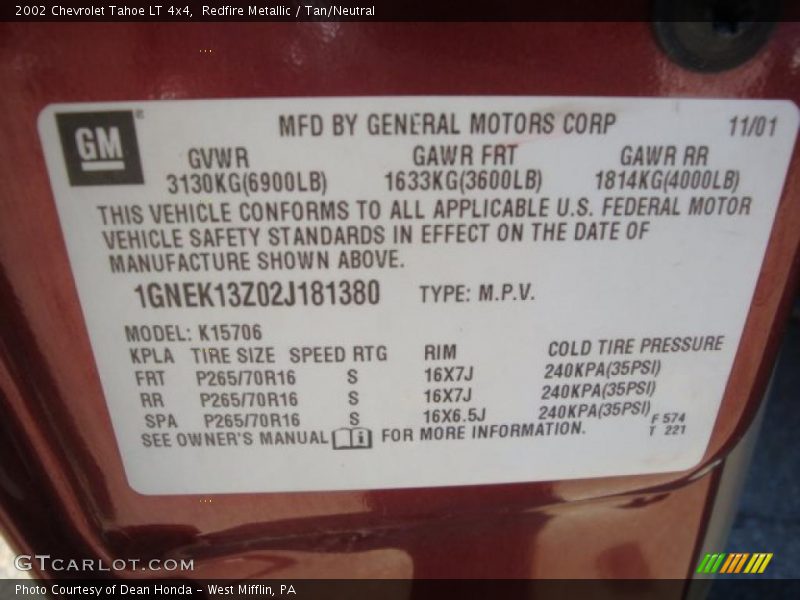 2002 Chevrolet Tahoe LT 4x4, Redfire Metallic / Tan/Neutral
GM ® MFD BY GENERAL MOTORS CORP 11/01
GVWR GAWR FRT GAWR RR
3130KG(6900LB) 1633KG(3600LB) 1814KG(4000LB)
THIS VEHICLE CONFORMS TO ALL APPLICABLE U.S. FEDERAL MOTOR
VEHICLE SAFETY STANDARDS IN EFFECT ON THE DATE OF
MANUFACTURE SHOWN ABOVE.
1GNEK13Z02J181380 TYPE: M.P.V.
MODEL: K15706
KPLA TIRE SIZE SPEED RTG RIM COLD TIRE PRESSURE
FRT P265/70R16 S 16X7J 240KPA(35PSI)
RR P265/70R16 S 16X7J 240KPA(35PSI)
SPA P265/70R16 S 16X6.5J 240KPA(35PSI) F 574
SEE OWNER'S MANUAL i FOR MORE INFORMATION. T 221
GTCARLOT.COM
Photo Courtesy of Dean Honda - West Mifflin, PA